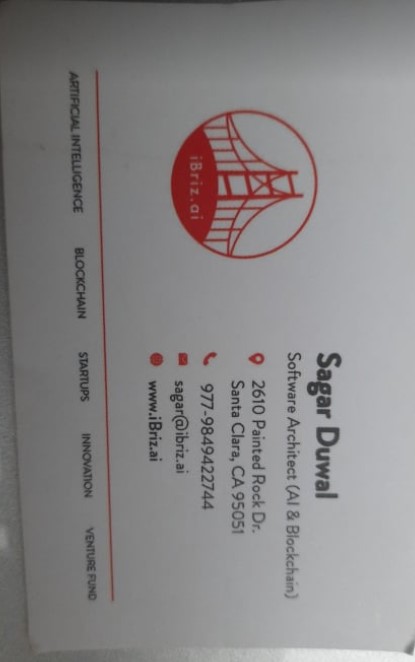 Sagar Duwal
Software Architect (AI & Blockchain)
2610 Painted Rock Dr.
Santa Clara, CA 95051
977-9849422744
sagar@ibriz.ai
www.iBriz.ai
iBriz.ai
ARTIFICIAL INTELLIGENCE BLOCKCHAIN STARTUPS INNOVATION VENTURE FUND